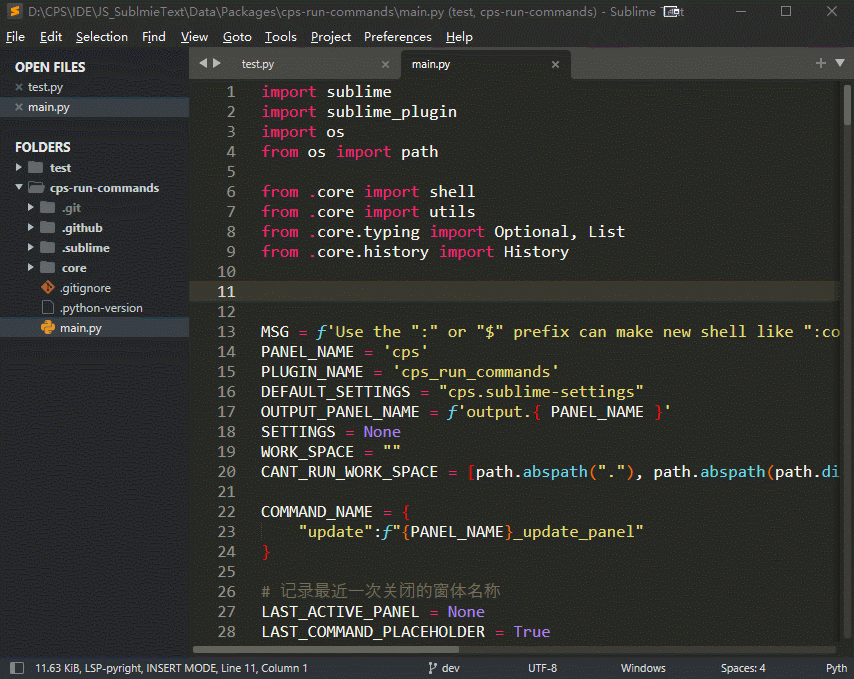 D:\CPS\IDE\JS_SublmieText\Data\Packages\cps-run-commands\main.py (test, cps-run-commands) - Sublime
File Edit Selection Find View Goto Tools Project Preferences Help
OPEN FILES
test.py
main.py
FOLDERS
test
cps-run-commands
.git
.github
.sublime
core
.gitignore
.python-version
main.py
test.py main.py
1 import sublime
2 import sublime_plugin
3 import os
4 from os import path
5
6 from .core import shell
7 from .core import utils
8 from .core.typing import Optional, List
9 from .core.history import History
10
11
12
13 MSG = f'Use the ":" or "$" prefix can make new shell like ":co
14 PANEL_NAME = 'cps'
15 PLUGIN_NAME = 'cps_run_commands'
16 DEFAULT_SETTINGS = "cps.sublime-settings"
17 OUTPUT_PANEL_NAME = f'output.{ PANEL_NAME }'
18 SETTINGS = None
19 WORK_SPACE = ""
20 CANT_RUN_WORK_SPACE = [path.abspath("."), path.abspath(path.di
21
22 COMMAND_NAME = {
23 "update":f"{PANEL_NAME}_update_panel"
24 }
25
26 # 记录最近一次关闭的窗体名称
27 LAST_ACTIVE_PANEL = None
28 LAST_COMMAND_PLACEHOLDER = True
11.63 KiB, LSP-pyright, INSERT MODE, Line 11, Column 1 dev UTF-8 Windows Spaces: 4 Pyth